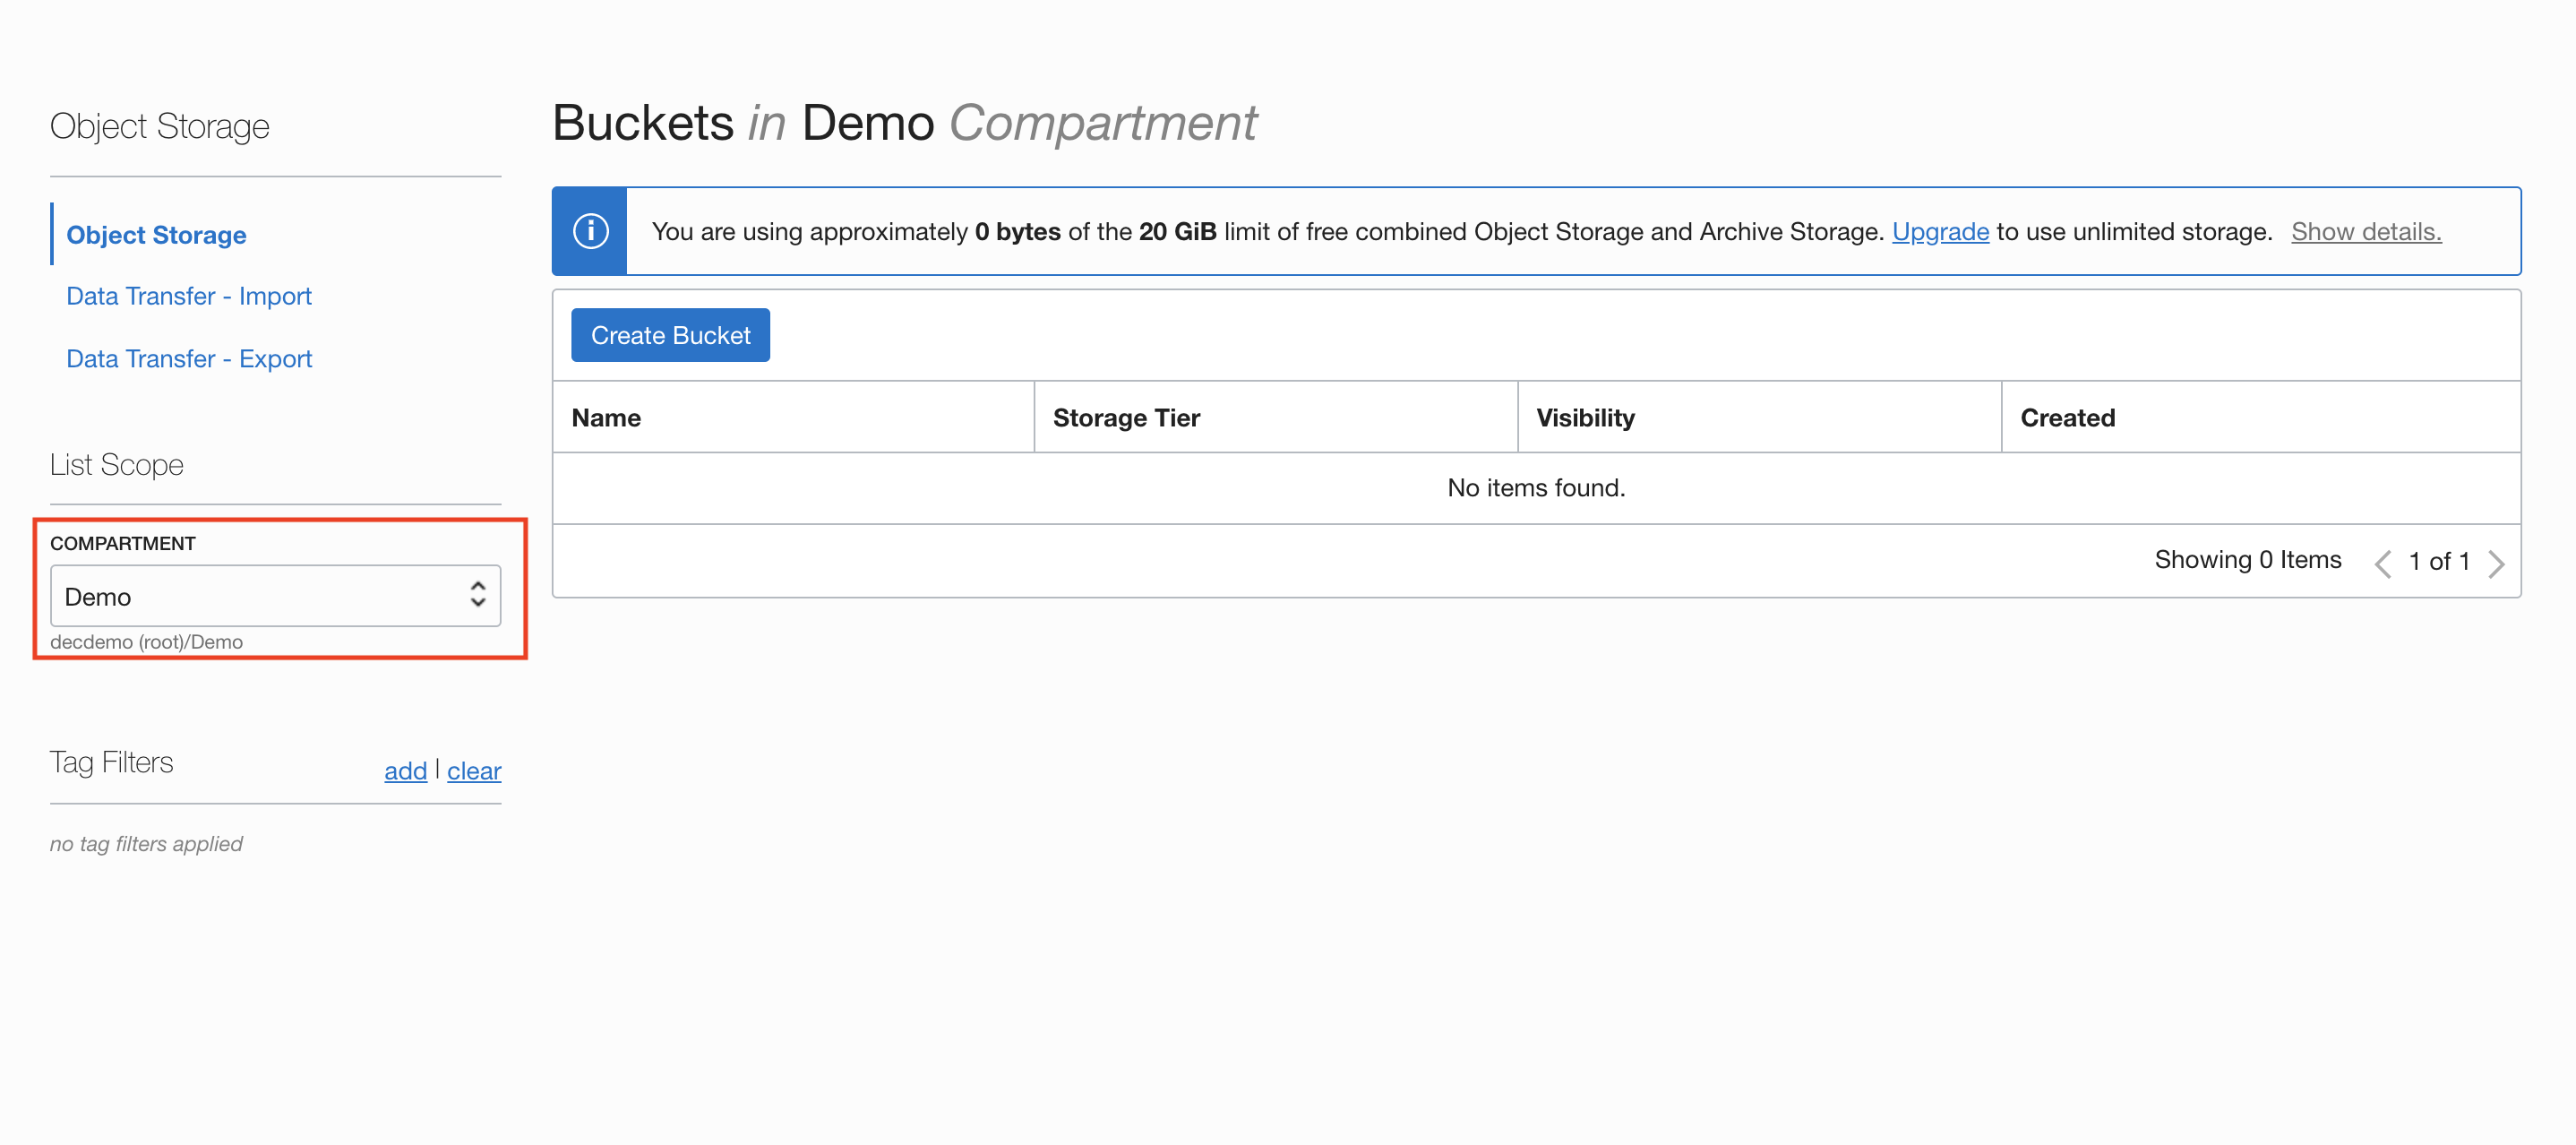 Object Storage
Object Storage
Data Transfer - Import
Data Transfer - Export
List Scope
COMPARTMENT
Demo
decdemo (root)/Demo
Tag Filters
add | clear
no tag filters applied
Buckets in Demo Compartment
You are using approximately 0 bytes of the 20 GiB limit of free combined Object Storage and Archive Storage. Upgrade to use unlimited storage. Show details.
Create Bucket
Name Storage Tier Visibility Created
No items found.
Showing 0 Items 1 of 1